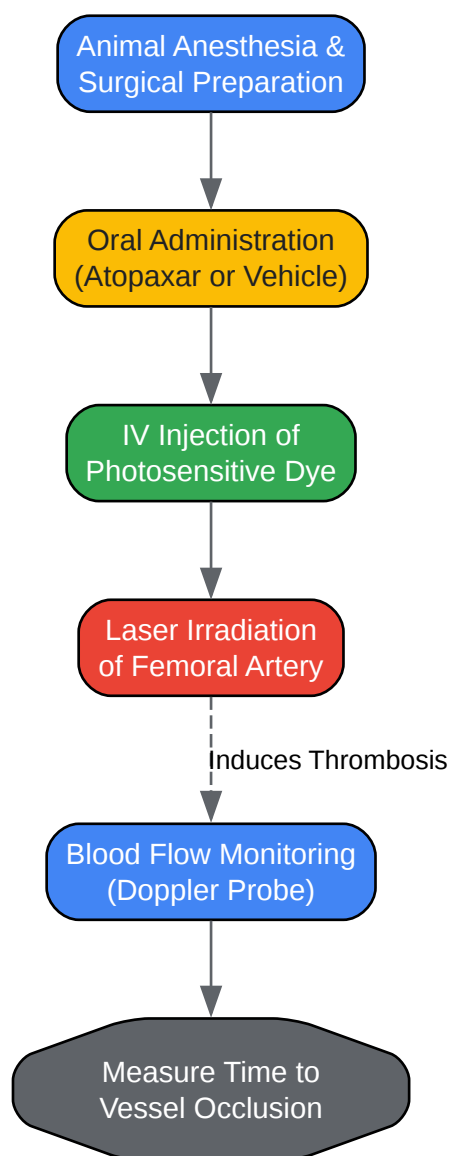 Animal Anesthesia &
Surgical Preparation
Oral Administration
(Atopaxar or Vehicle)
IV Injection of
Photosensitive Dye
Laser Irradiation
of Femoral Artery
Induces Thrombosis
Blood Flow Monitoring
(Doppler Probe)
Measure Time to
Vessel Occlusion